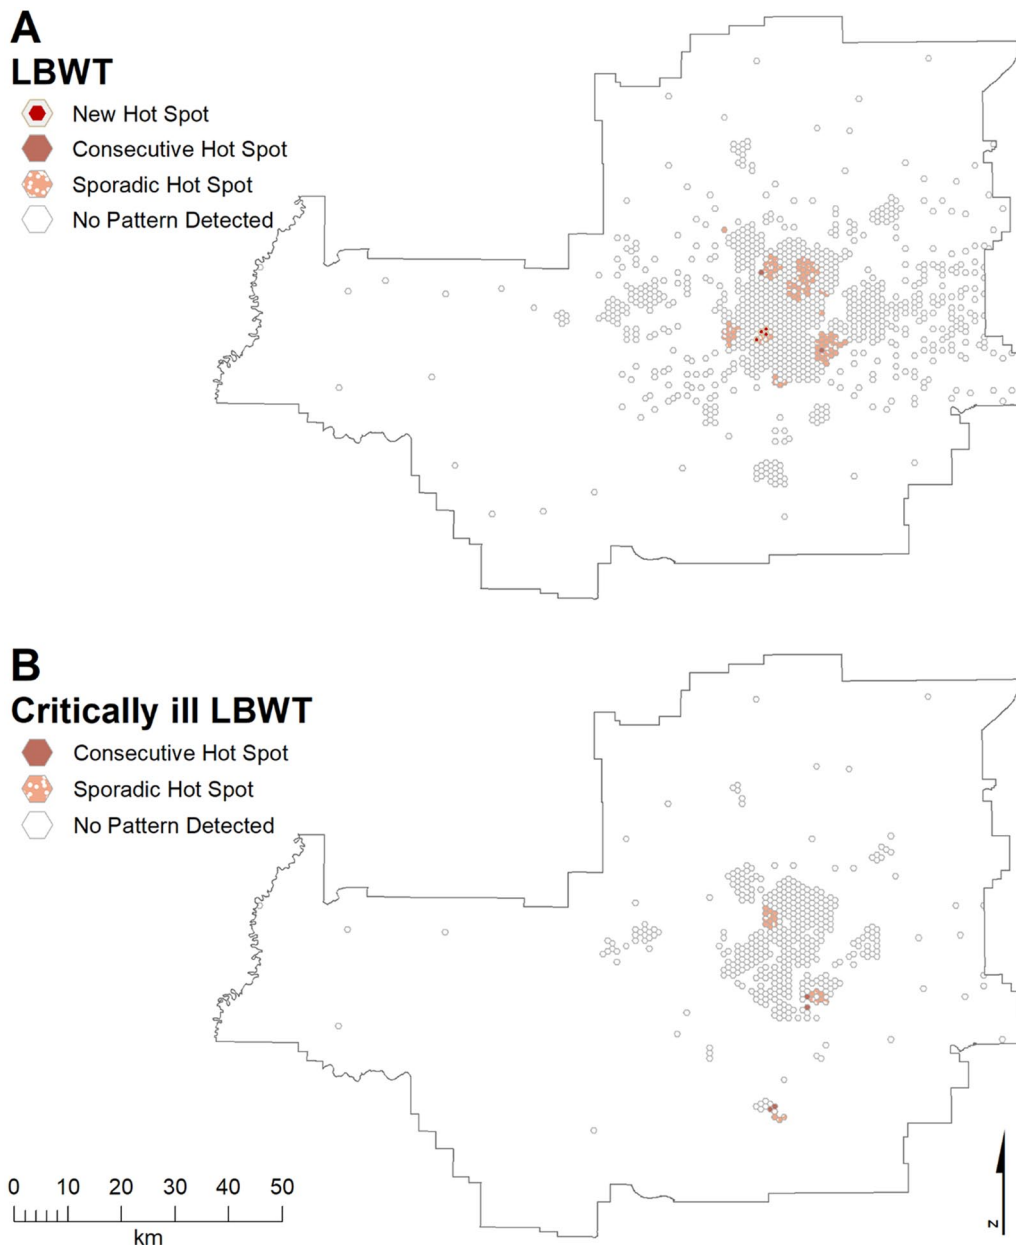 A
LBWT
New Hot Spot
Consecutive Hot Spot
Sporadic Hot Spot
No Pattern Detected
B
Critically ill LBWT
Consecutive Hot Spot
Sporadic Hot Spot
No Pattern Detected
0 10 20 30 40 50
km
N